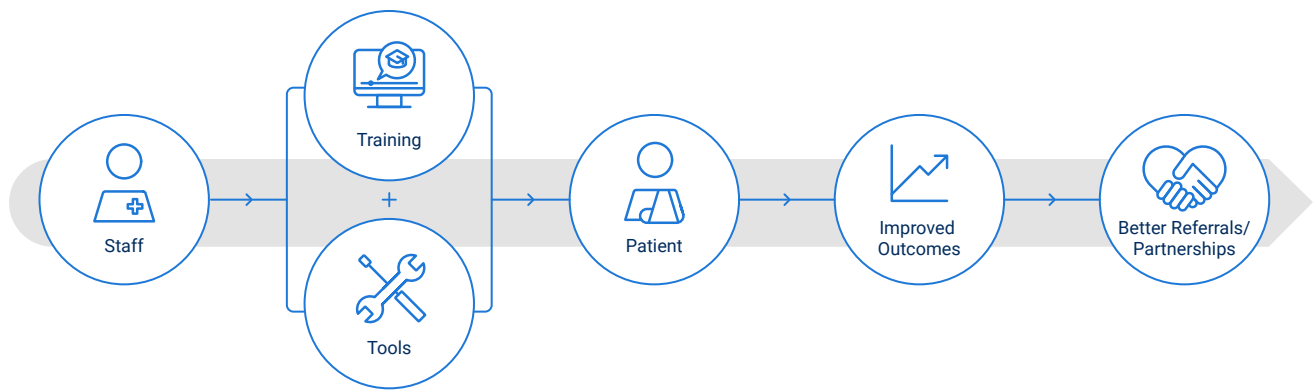 Staff
Training
+
Tools
Patient
Improved
Outcomes
Better Referrals/
Partnerships